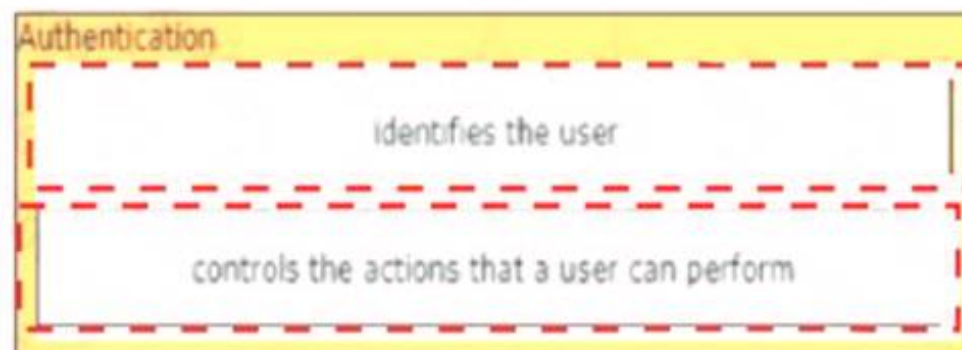 Authentication
identifies the user
controls the actions that a user can perform